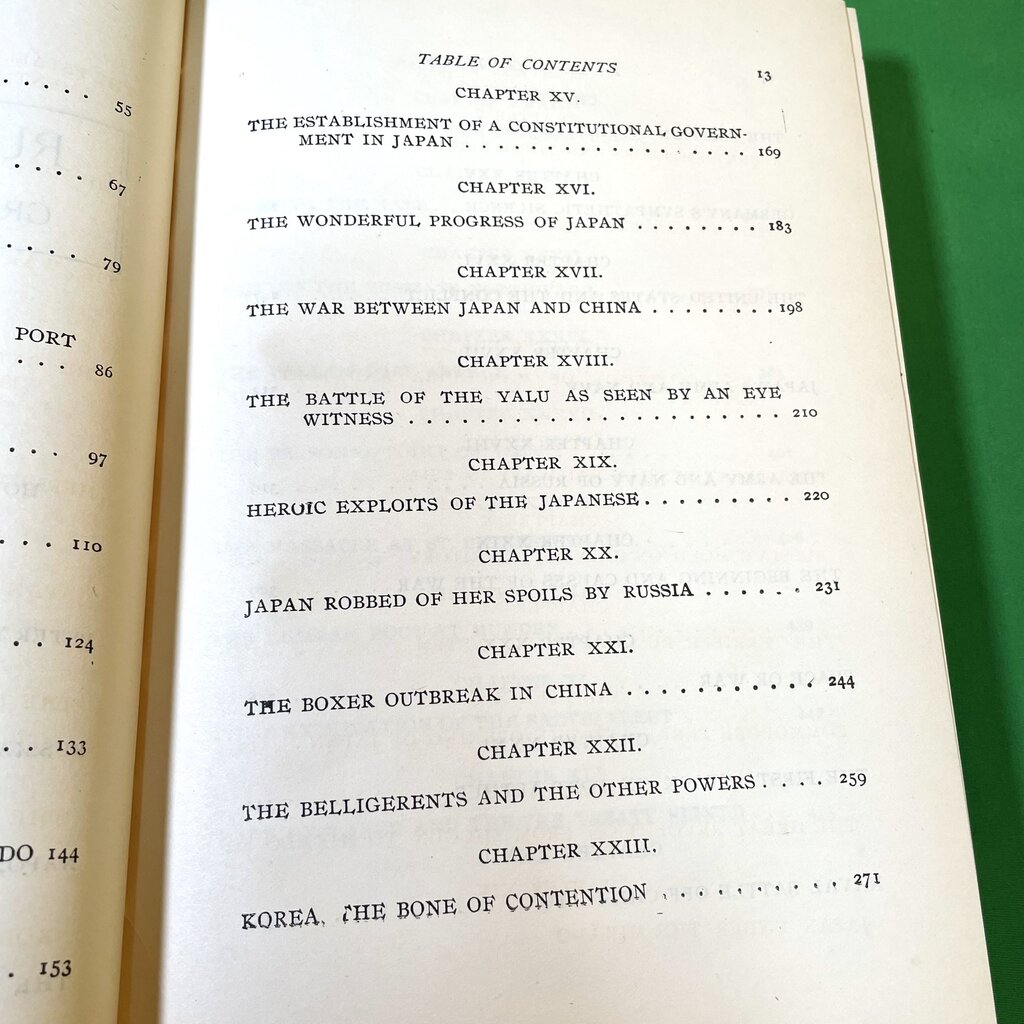 55
67
79
PORT
86
97
110
124
133
DO 144
153
TABLE OF CONTENTS 13
CHAPTER XV.
THE ESTABLISHMENT OF A CONSTITUTIONAL GOVERN-
MENT IN JAPAN . . . . . . . . . . . . . . . . . . 169
CHAPTER XVI.
THE WONDERFUL PROGRESS OF JAPAN . . . . . . . . 183
CHAPTER XVII.
THE WAR BETWEEN JAPAN AND CHINA . . . . . . . . . 198
CHAPTER XVIII.
THE BATTLE OF THE YALU AS SEEN BY AN EYE
WITNESS . . . . . . . . . . . . . . . . . . . . . . 210
CHAPTER XIX.
HEROIC EXPLOITS OF THE JAPANESE . . . . . . . . . 220
CHAPTER XX.
JAPAN ROBBED OF HER SPOILS BY RUSSIA . . . . . . 231
CHAPTER XXI.
THE BOXER OUTBREAK IN CHINA . . . . . . . . . . . 244
CHAPTER XXII.
THE BELLIGERENTS AND THE OTHER POWERS . . . . 259
CHAPTER XXIII.
KOREA, THE BONE OF CONTENTION . . . . . . . . . . 271